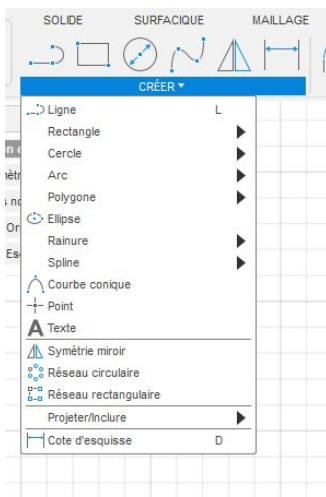 SOLIDE SURFACIQUE MAILLAGE
CRÉER
Ligne L
Rectangle
Cercle
Arc
Polygone
Ellipse
Rainure
Spline
Courbe conique
Point
Texte
Symétrie miroir
Réseau circulaire
Réseau rectangulaire
Projeter/Inclure
Cote d'esquisse D